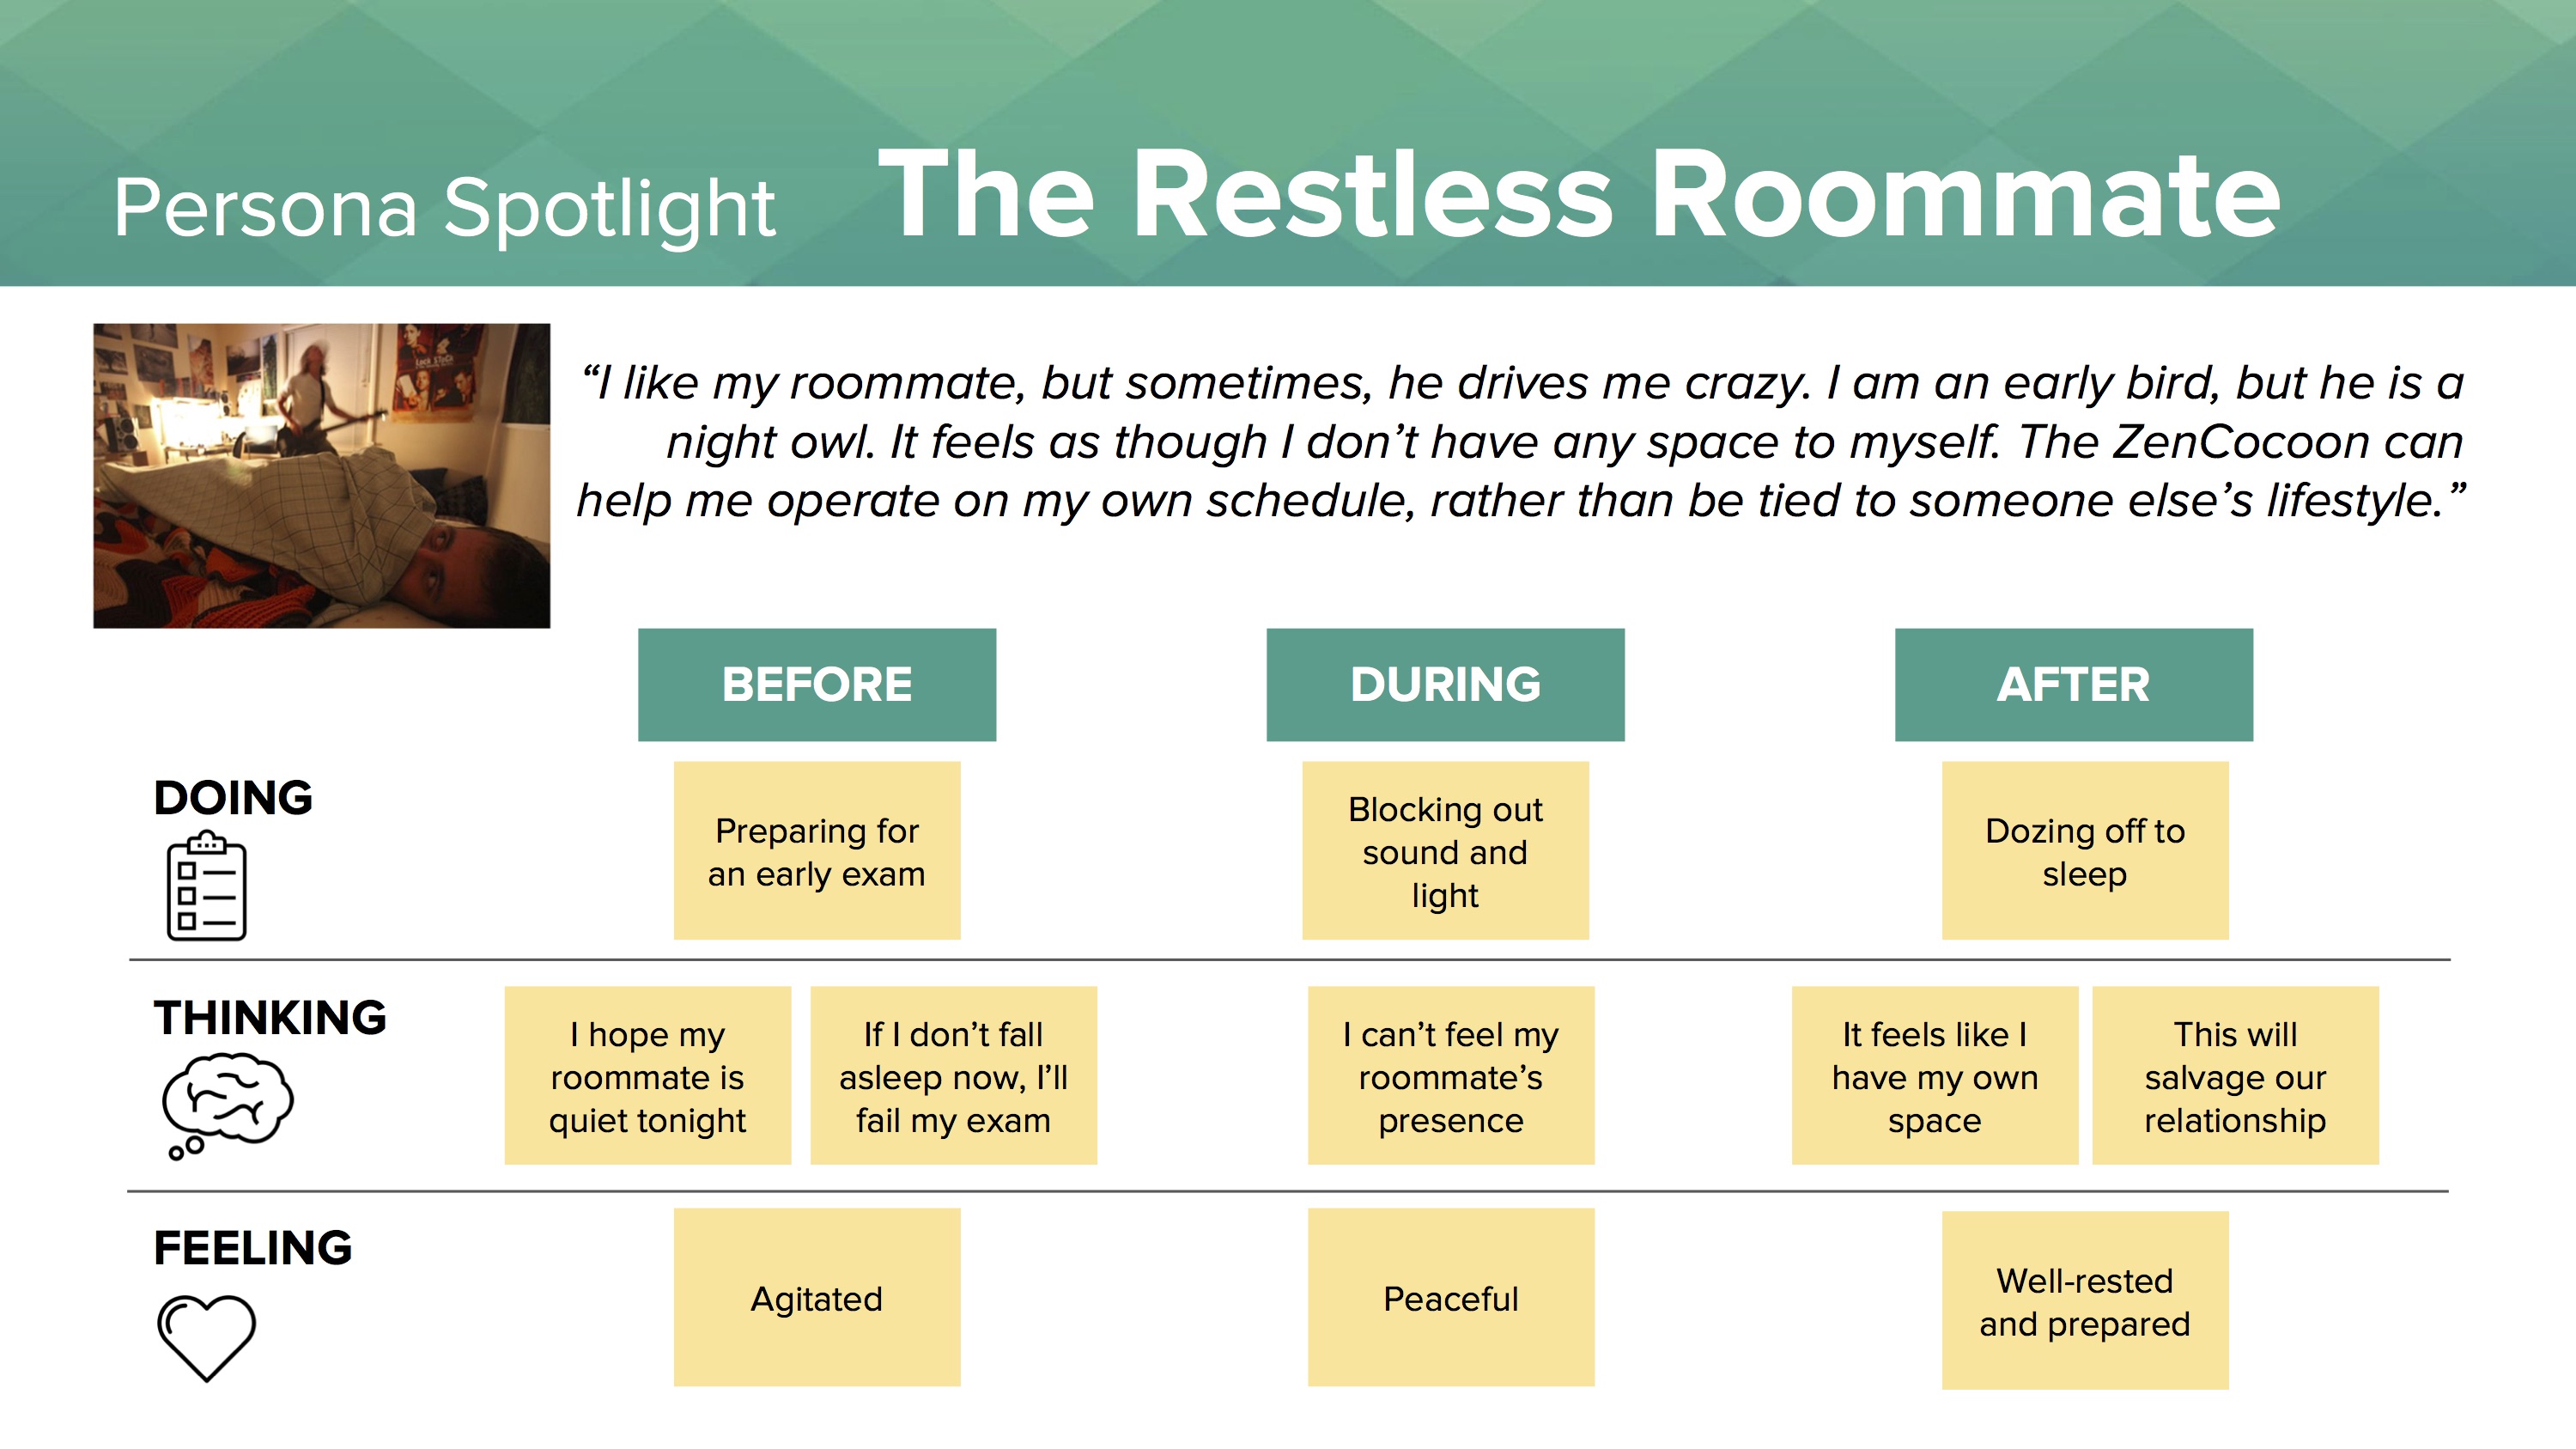 Persona Spotlight The Restless Roommate
“I like my roommate, but sometimes, he drives me crazy. I am an early bird, but he is a
night owl. It feels as though I don’t have any space to myself. The ZenCocoon can
help me operate on my own schedule, rather than be tied to someone else’s lifestyle.”
BEFORE
DURING
AFTER
DOING
Preparing for
an early exam
Blocking out
sound and
light
Dozing off to
sleep
THINKING
I hope my
roommate is
quiet tonight
If I don’t fall
asleep now, I’ll
fail my exam
I can’t feel my
roommate’s
presence
It feels like I
have my own
space
This will
salvage our
relationship
FEELING
Agitated
Peaceful
Well-rested
and prepared